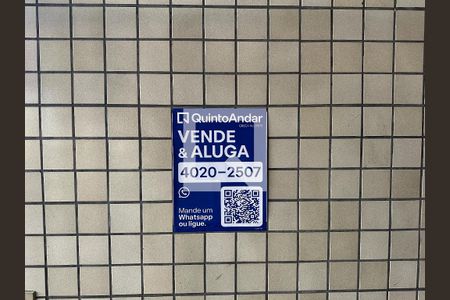 QuintoAndar
VENDE
& ALUGA
4020-2507
Mande um
Whatsapp
ou ligue.